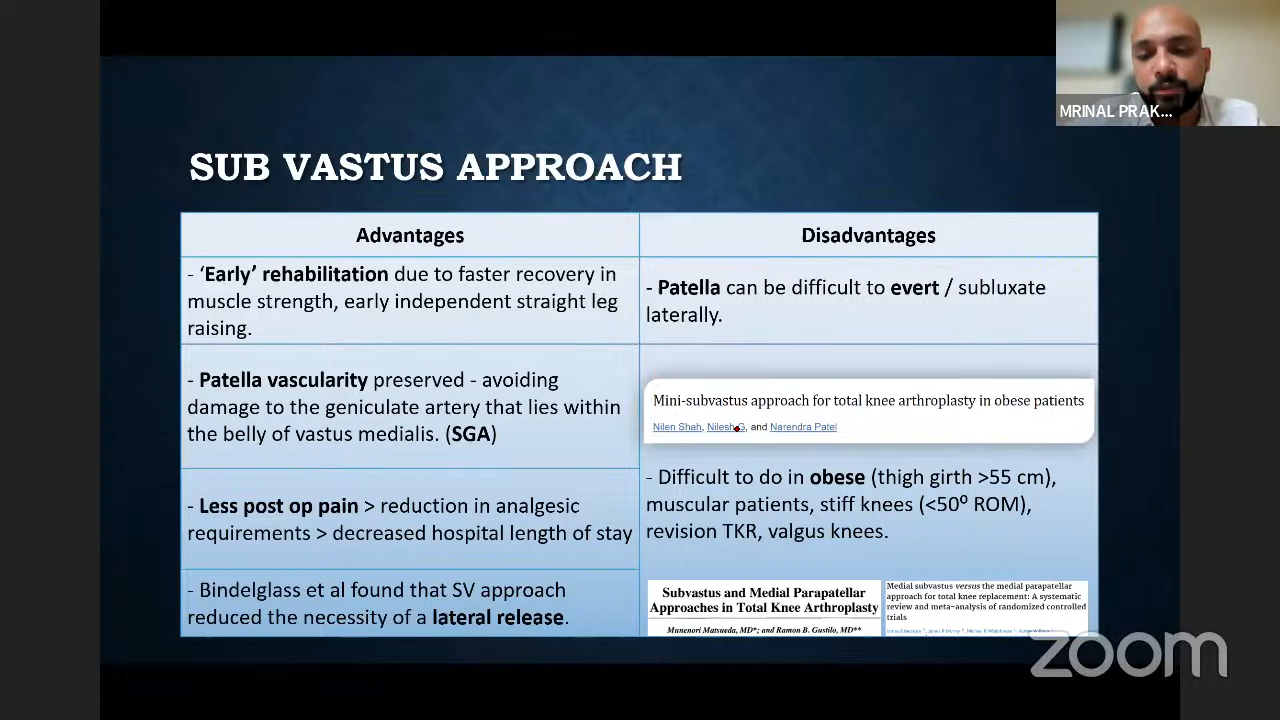 MRINAL PRAK...
SUB VASTUS APPROACH
Advantages
Disadvantages
- ‘Early’ rehabilitation due to faster recovery in
muscle strength, early independent straight leg
raising.
- Patella can be difficult to evert / subluxate
laterally.
- Patella vascularity preserved - avoiding
damage to the geniculate artery that lies within
the belly of vastus medialis. (SGA)
Mini-subvastus approach for total knee arthroplasty in obese patients
Nilen Shah, Nilesh G, and Narendra Patel
- Difficult to do in obese (thigh girth >55 cm),
muscular patients, stiff knees (<50⁰ ROM),
revision TKR, valgus knees.
- Less post op pain > reduction in analgesic
requirements > decreased hospital length of stay
- Bindelglass et al found that SV approach
reduced the necessity of a lateral release.
Subvastus and Medial Parapatellar
Approaches in Total Knee Arthroplasty
Munenori Matsueda, MD*; and Ramon B. Gustilo, MD**
Medial subvastus versus the medial parapatellar
approach for total knee replacement: A systematic
review and meta-analysis of randomized controlled
trials
zoom